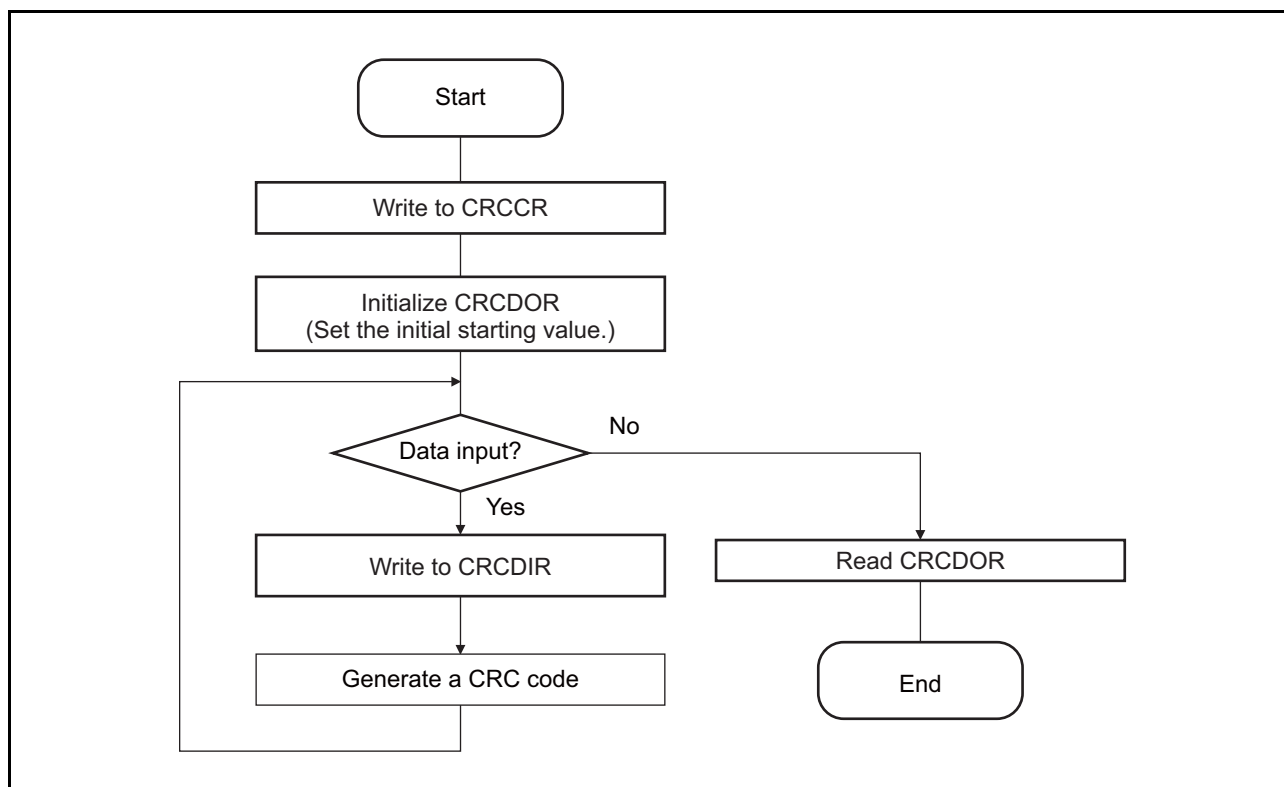 Start
Write to CRCCR
Initialize CRCDOR
(Set the initial starting value.)
Data input?
No
Yes
Write to CRCDIR
Read CRCDOR
Generate a CRC code
End